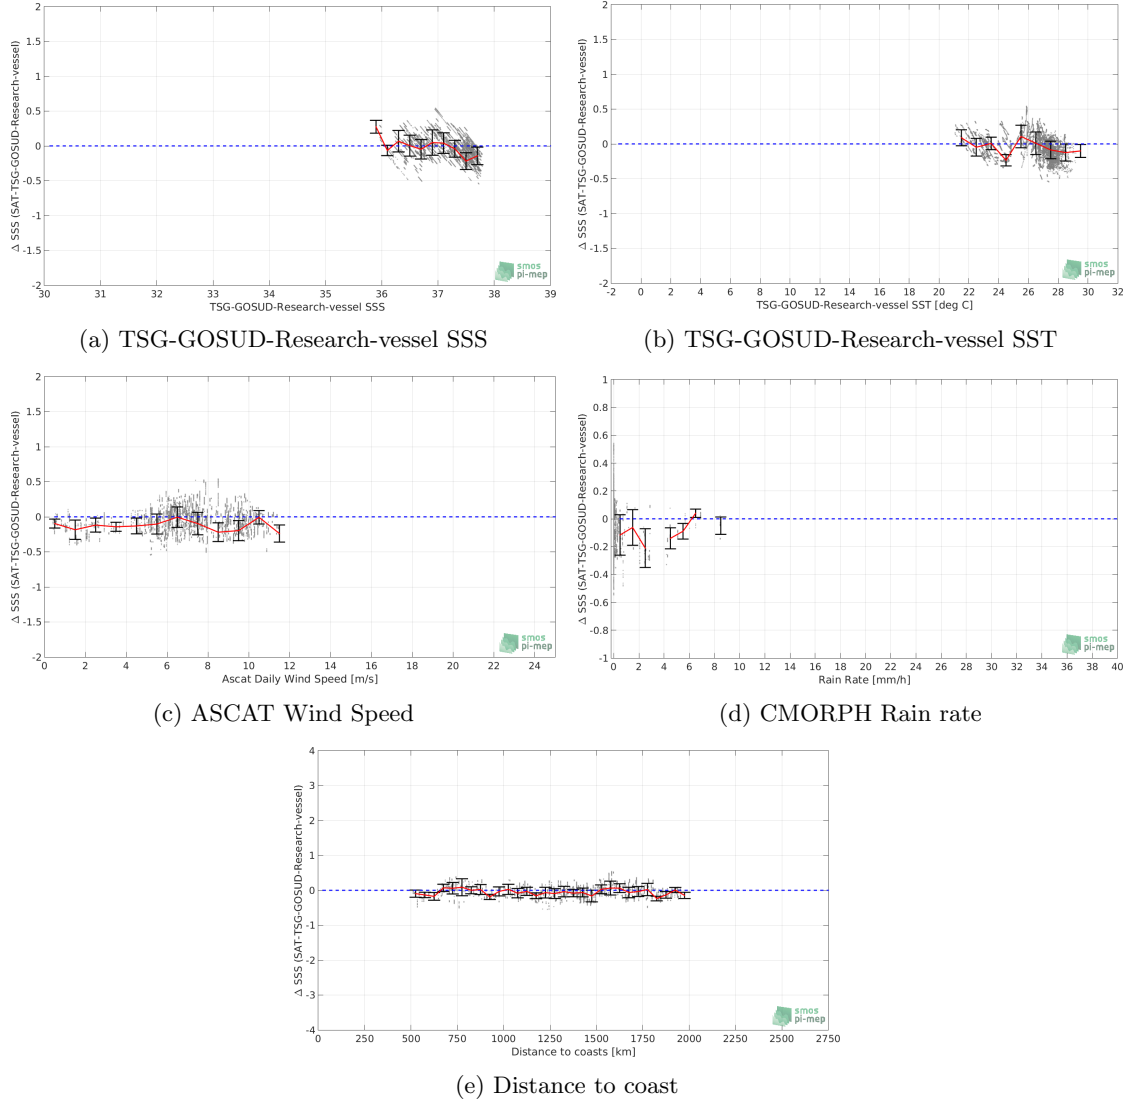 2
1.5
1
0.5
0
-0.5
-1
-1.5
-2
Δ SSS (SAT-TSG-GOSUD-Research-vessel)
30 31 32 33 34 35 36 37 38 39
TSG-GOSUD-Research-vessel SSS
smos
pi-mep
(a) TSG-GOSUD-Research-vessel SSS
2
1.5
1
0.5
0
-0.5
-1
-1.5
-2
Δ SSS (SAT-TSG-GOSUD-Research-vessel)
-2 0 2 4 6 8 10 12 14 16 18 20 22 24 26 28 30 32
TSG-GOSUD-Research-vessel SST [deg C]
smos
pi-mep
(b) TSG-GOSUD-Research-vessel SST
2
1.5
1
0.5
0
-0.5
-1
-1.5
-2
Δ SSS (SAT-TSG-GOSUD-Research-vessel)
0 2 4 6 8 10 12 14 16 18 20 22 24
Ascat Daily Wind Speed [m/s]
smos
pi-mep
(c) ASCAT Wind Speed
1
0.8
0.6
0.4
0.2
0
-0.2
-0.4
-0.6
-0.8
-1
Δ SSS (SAT-TSG-GOSUD-Research-vessel)
0 2 4 6 8 10 12 14 16 18 20 22 24 26 28 30 32 34 36 38 40
Rain Rate [mm/h]
smos
pi-mep
(d) CMORPH Rain rate
4
3
2
1
0
-1
-2
-3
-4
Δ SSS (SAT-TSG-GOSUD-Research-vessel)
0 250 500 750 1000 1250 1500 1750 2000 2250 2500 2750
Distance to coasts [km]
smos
pi-mep
(e) Distance to coast